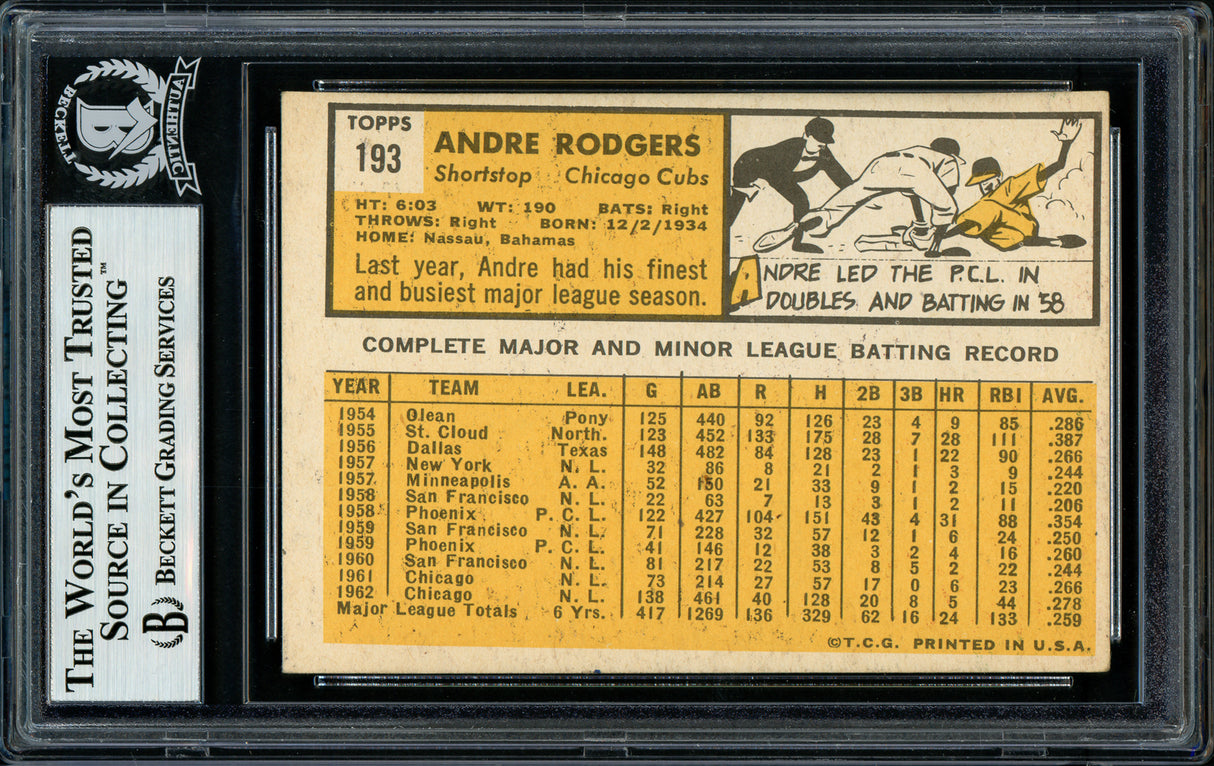 BECKETT
AUTHENTIC
B
THE WORLD'S MOST TRUSTED
SOURCE IN COLLECTING™
B BECKETT GRADING SERVICES
TOPPS
193
ANDRE RODGERS
Shortstop Chicago Cubs
HT: 6:03 WT: 190 BATS: Right
THROWS: Right BORN: 12/2/1934
HOME: Nassau, Bahamas
Last year, Andre had his finest
and busiest major league season.
ANDRE LED THE P.C.L. IN
DOUBLES AND BATTING IN '58
COMPLETE MAJOR AND MINOR LEAGUE BATTING RECORD
YEAR TEAM LEA. G AB R H 2B 3B HR RBI AVG.
1954 Olean Pony 125 440 92 126 23 4 9 85 .286
1955 St. Cloud North. 123 452 133 175 28 7 28 111 .387
1956 Dallas Texas 148 482 84 128 23 1 22 90 .266
1957 New York N. L. 32 86 8 21 2 1 3 9 .244
1957 Minneapolis A. A. 52 150 21 33 9 1 2 15 .220
1958 San Francisco N. L. 22 63 7 13 3 1 2 11 .206
1958 Phoenix P. C. L. 122 427 104 151 43 4 31 88 .354
1959 San Francisco N. L. 71 228 32 57 12 1 6 24 .250
1959 Phoenix P. C. L. 41 146 12 38 3 2 4 16 .260
1960 San Francisco N. L. 81 217 22 53 8 5 2 22 .244
1961 Chicago N. L. 73 214 27 57 17 0 6 23 .266
1962 Chicago N. L. 138 461 40 128 20 8 5 44 .278
Major League Totals 6 Yrs. 417 1269 136 329 62 16 24 133 .259
©T.C.G. PRINTED IN U.S.A.